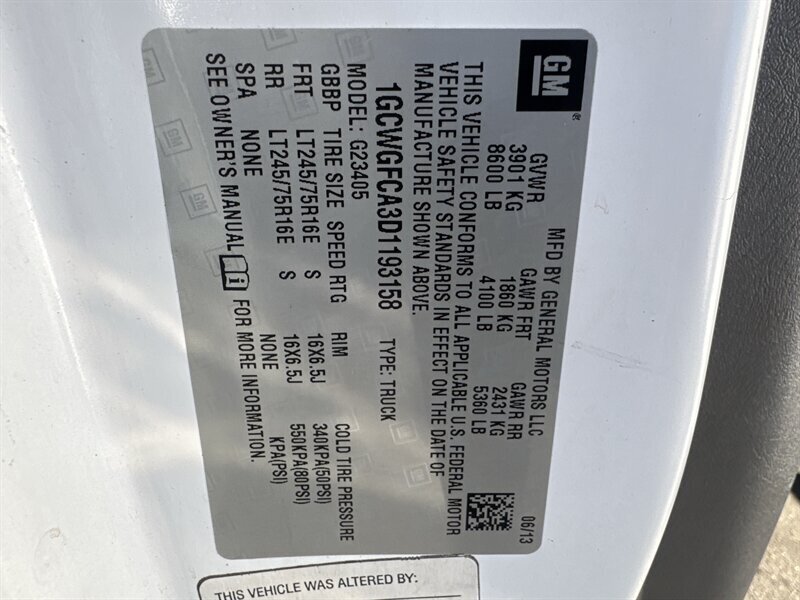 GM ®
MFD BY GENERAL MOTORS LLC 06/13
GVWR GAWR FRT GAWR RR
3901 KG 1860 KG 2431 KG
8600 LB 4100 LB 5360 LB
THIS VEHICLE CONFORMS TO ALL APPLICABLE U.S. FEDERAL MOTOR
VEHICLE SAFETY STANDARDS IN EFFECT ON THE DATE OF
MANUFACTURE SHOWN ABOVE.
1GCWGFCA3D1193158 TYPE: TRUCK
MODEL: G23405
GBBP TIRE SIZE SPEED RTG RIM COLD TIRE PRESSURE
FRT LT245/75R16E S 16X6.5J 340KPA(50PSI)
RR LT245/75R16E S 16X6.5J 550KPA(80PSI)
SPA NONE NONE KPA(PSI)
SEE OWNER'S MANUAL FOR MORE INFORMATION.
THIS VEHICLE WAS ALTERED BY: